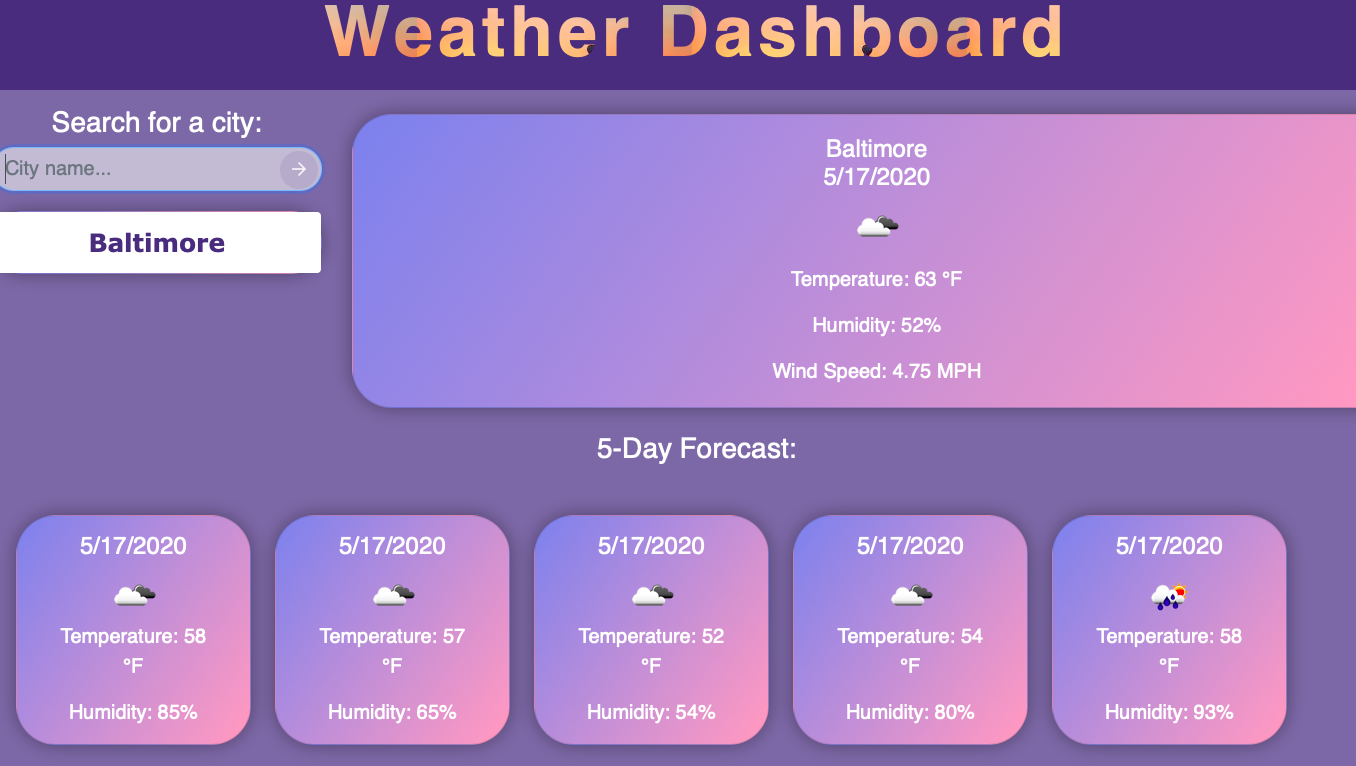 Weather Dashboard
Search for a city:
City name...
Baltimore
Baltimore
5/17/2020
Temperature: 63 °F
Humidity: 52%
Wind Speed: 4.75 MPH
5-Day Forecast:
5/17/2020
Temperature: 58
°F
Humidity: 85%
5/17/2020
Temperature: 57
°F
Humidity: 65%
5/17/2020
Temperature: 52
°F
Humidity: 54%
5/17/2020
Temperature: 54
°F
Humidity: 80%
5/17/2020
Temperature: 58
°F
Humidity: 93%